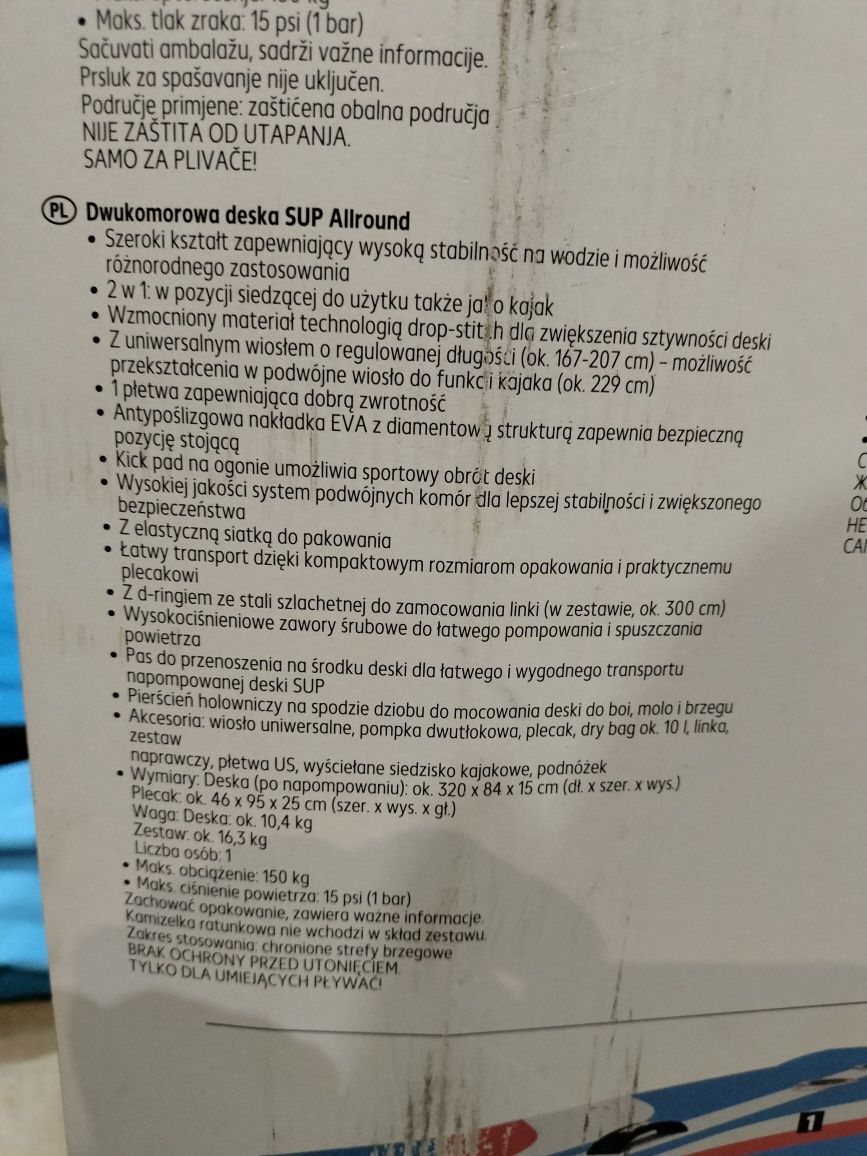 • Maks. tlak zraka: 15 psi (1 bar)
Sačuvati ambalažu, sadrži važne informacije.
Prsluk za spašavanje nije uključen.
Područje primjene: zaštićena obalna područja
NIJE ZAŠTITA OD UTAPANJA.
SAMO ZA PLIVAČE!
PL Dwukomorowa deska SUP Allround
• Szeroki kształt zapewniający wysoką stabilność na wodzie i możliwość
różnorodnego zastosowania
• 2 w 1: w pozycji siedzącej do użytku także jako kajak
• Wzmocniony materiał technologią drop-stitch dla zwiększenia sztywności deski
• Z uniwersalnym wiosłem o regulowanej długości (ok. 167-207 cm) – możliwość
przekształcenia w podwójne wiosło do funkcji kajaka (ok. 229 cm)
• 1 płetwa zapewniająca dobrą zwrotność
• Antypoślizgowa nakładka EVA z diamentową strukturą zapewnia bezpieczną
pozycję stojącą
• Kick pad na ogonie umożliwia sportowy obrót deski
• Wysokiej jakości system podwójnych komór dla lepszej stabilności i zwiększonego
bezpieczeństwa
• Z elastyczną siatką do pakowania
• Łatwy transport dzięki kompaktowym rozmiarom opakowania i praktycznemu
plecakowi
• Z d-ringiem ze stali szlachetnej do zamocowania linki (w zestawie, ok. 300 cm)
• Wysokociśnieniowe zawory śrubowe do łatwego pompowania i spuszczania
powietrza
• Pas do przenoszenia na środku deski dla łatwego i wygodnego transportu
napompowanej deski SUP
• Pierścień holowniczy na spodzie dziobu do mocowania deski do boi, molo i brzegu
• Akcesoria: wiosło uniwersalne, pompka dwutłokowa, plecak, dry bag ok. 10 l, linka,
zestaw
naprawczy, płetwa US, wyściełane siedzisko kajakowe, podnóżek
• Wymiary: Deska (po napompowaniu): ok. 320 x 84 x 15 cm (dł. x szer. x wys.)
Plecak: ok. 46 x 95 x 25 cm (szer. x wys. x gł.)
Waga: Deska: ok. 10,4 kg
Zestaw: ok. 16,3 kg
Liczba osób: 1
• Maks. obciążenie: 150 kg
• Maks. ciśnienie powietrza: 15 psi (1 bar)
Zachować opakowanie, zawiera ważne informacje.
Kamizelka ratunkowa nie wchodzi w skład zestawu.
Zakres stosowania: chronione strefy brzegowe
BRAK OCHRONY PRZED UTONIĘCIEM.
TYLKO DLA UMIEJĄCYCH PŁYWAĆ!
1